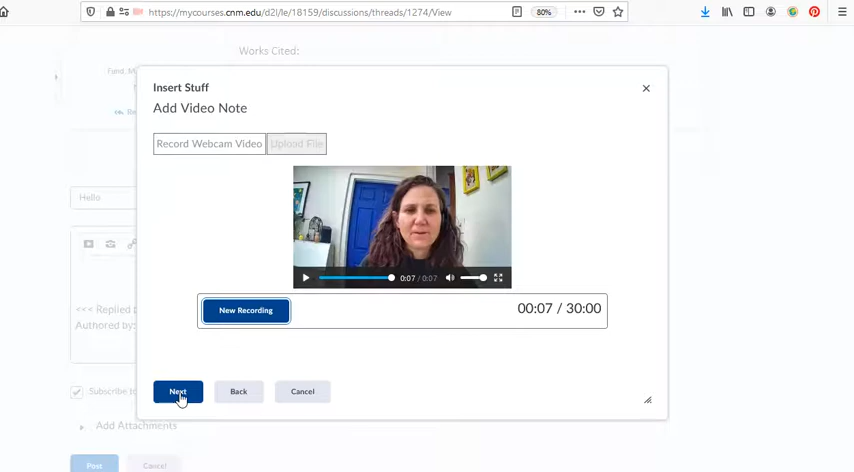 https://mycourses.cnm.edu/d2l/le/18159/discussions/threads/1274/View
80%
Works Cited:
Insert Stuff
Add Video Note
Record Webcam Video
Upload File
Hello
0:07 / 0:07
New Recording
00:07 / 30:00
<<< Replied
Authored by:
Next
Back
Cancel
Subscribe to
Add Attachments
Post
Cancel